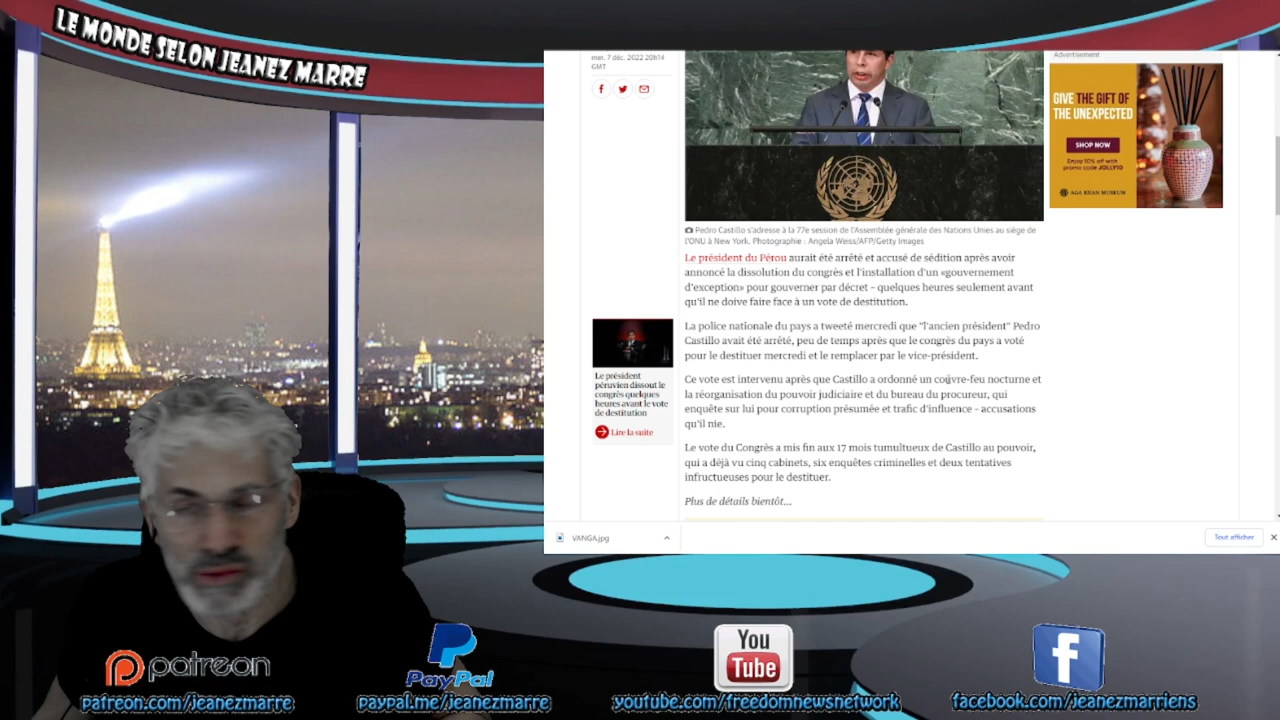 LE MONDE SELON JEANEZ MARRE
mer. 7 déc. 2022 20h14
GMT
Advertisement
GIVE THE GIFT OF
THE UNEXPECTED
SHOP NOW
Enjoy 10% off with
promo code JOLLY10
AGA KHAN MUSEUM
Pedro Castillo s'adresse à la 77e session de l'Assemblée générale des Nations Unies au siège de
l'ONU à New York. Photographie : Angela Weiss/AFP/Getty Images
Le président du Pérou aurait été arrêté et accusé de sédition après avoir
annoncé la dissolution du congrès et l'installation d'un «gouvernement
d'exception» pour gouverner par décret – quelques heures seulement avant
qu'il ne doive faire face à un vote de destitution.
La police nationale du pays a tweeté mercredi que "l'ancien président" Pedro
Castillo avait été arrêté, peu de temps après que le congrès du pays a voté
pour le destituer mercredi et le remplacer par le vice-président.
Ce vote est intervenu après que Castillo a ordonné un couvre-feu nocturne et
la réorganisation du pouvoir judiciaire et du bureau du procureur, qui
enquête sur lui pour corruption présumée et trafic d'influence – accusations
qu'il nie.
Le vote du Congrès a mis fin aux 17 mois tumultueux de Castillo au pouvoir,
qui a déjà vu cinq cabinets, six enquêtes criminelles et deux tentatives
infructueuses pour le destituer.
Plus de détails bientôt...
Le président
péruvien dissout le
congrès quelques
heures avant le vote
de destitution
Lire la suite
VANGA.jpg
Tout afficher
patreon
PayPal
You
Tube
f
patreon.com/jeanezmarre
paypal.me/jeanezmarre
youtube.com/freedomnewsnetwork
facebook.com/jeanezmarriens